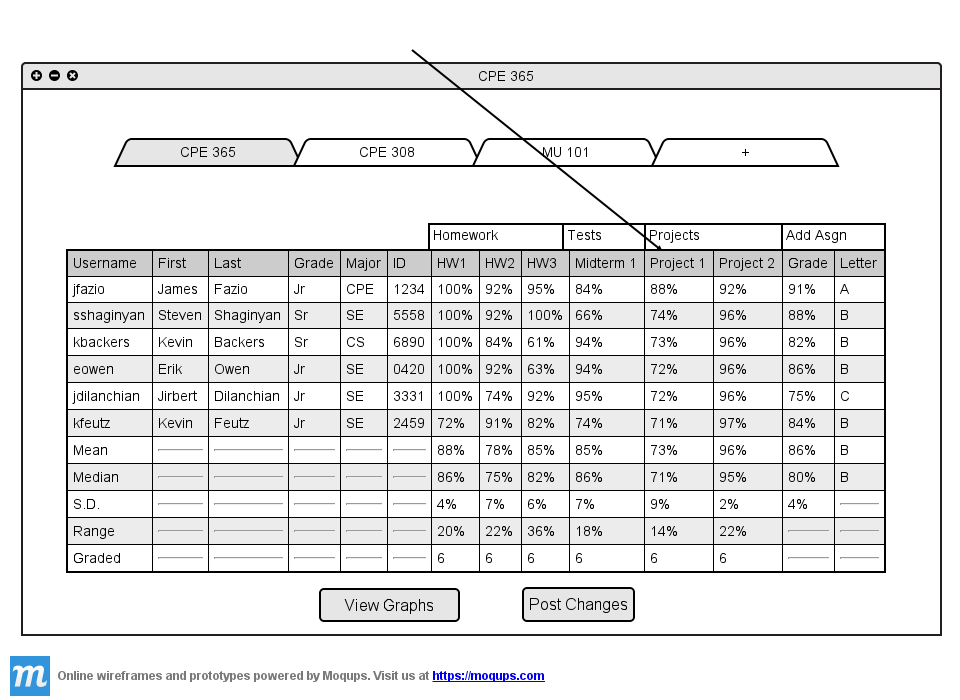 CPE 365
CPE 365 CPE 308 MU 101 +
Homework Tests Projects Add Asgn
Username First Last Grade Major ID HW1 HW2 HW3 Midterm 1 Project 1 Project 2 Grade Letter
jfazio James Fazio Jr CPE 1234 100% 92% 95% 84% 88% 92% 91% A
sshaginyan Steven Shaginyan Sr SE 5558 100% 92% 100% 66% 74% 96% 88% B
kbackers Kevin Backers Sr CS 6890 100% 84% 61% 94% 73% 96% 82% B
eowen Erik Owen Jr SE 0420 100% 92% 63% 94% 72% 96% 86% B
jdilanchian Jirbert Dilanchian Jr SE 3331 100% 74% 92% 95% 72% 96% 75% C
kfeutz Kevin Feutz Jr SE 2459 72% 91% 82% 74% 71% 97% 84% B
Mean 88% 78% 85% 85% 73% 96% 86% B
Median 86% 75% 82% 86% 71% 95% 80% B
S.D. 4% 7% 6% 7% 9% 2% 4%
Range 20% 22% 36% 18% 14% 22%
Graded 6 6 6 6 6 6
View Graphs Post Changes
m Online wireframes and prototypes powered by Moqups. Visit us at https://moqups.com